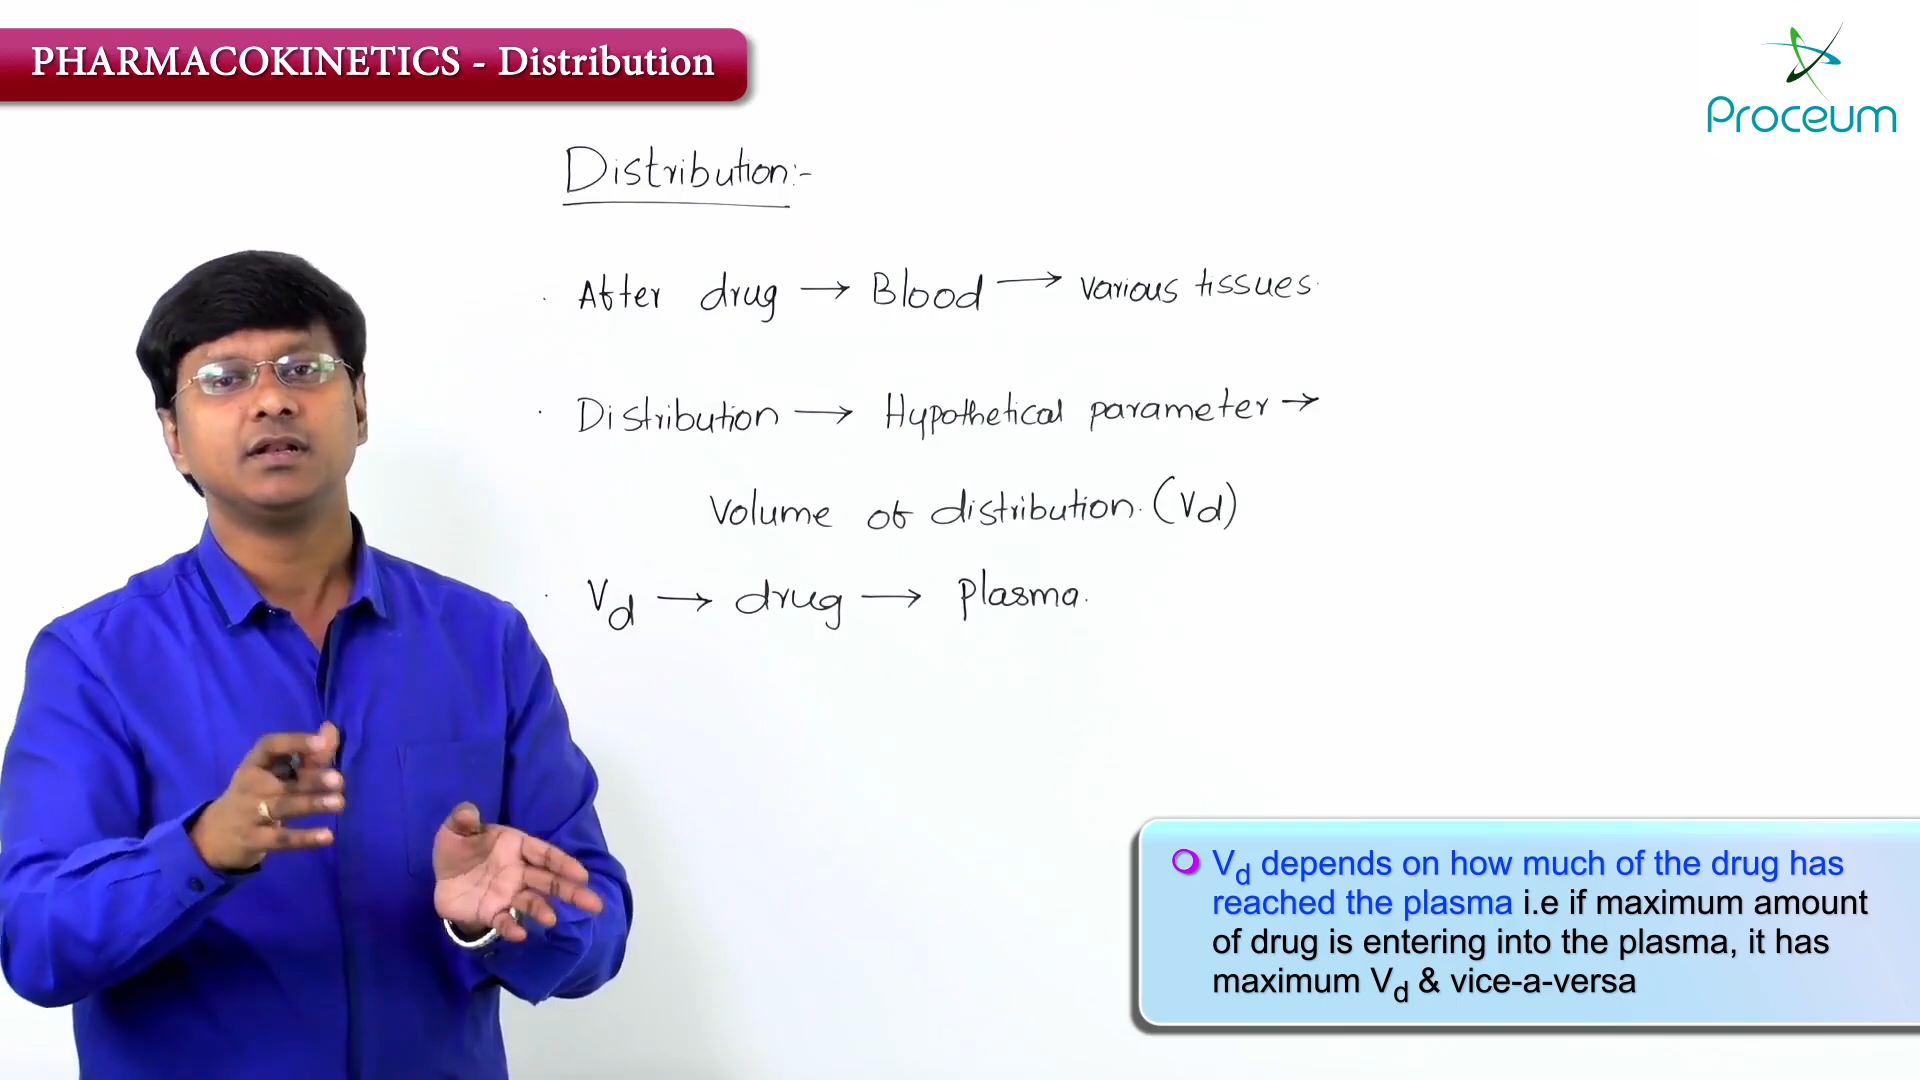 PHARMACOKINETICS - Distribution
Proceum
Distribution:-
. After drug → Blood → various tissues.
. Distribution → Hypothetical parameter →
Volume of distribution. (Vd)
. Vd → drug → plasma.
Vd depends on how much of the drug has
reached the plasma i.e if maximum amount
of drug is entering into the plasma, it has
maximum Vd & vice-a-versa